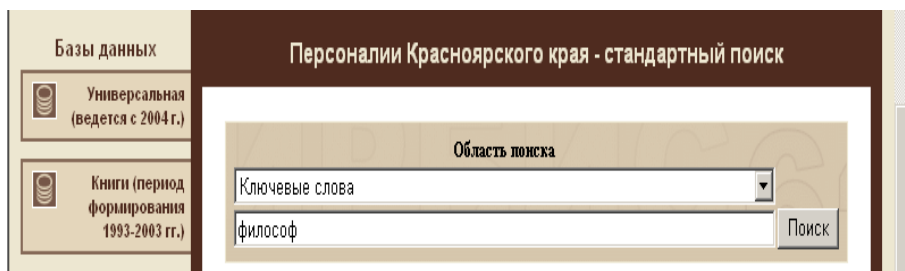 Базы данных
Универсальная
(ведется с 2004 г.)
Книги (период
формирования
1993-2003 гг.)
Персоналии Красноярского края - стандартный поиск
Область поиска
Ключевые слова
философ
Поиск